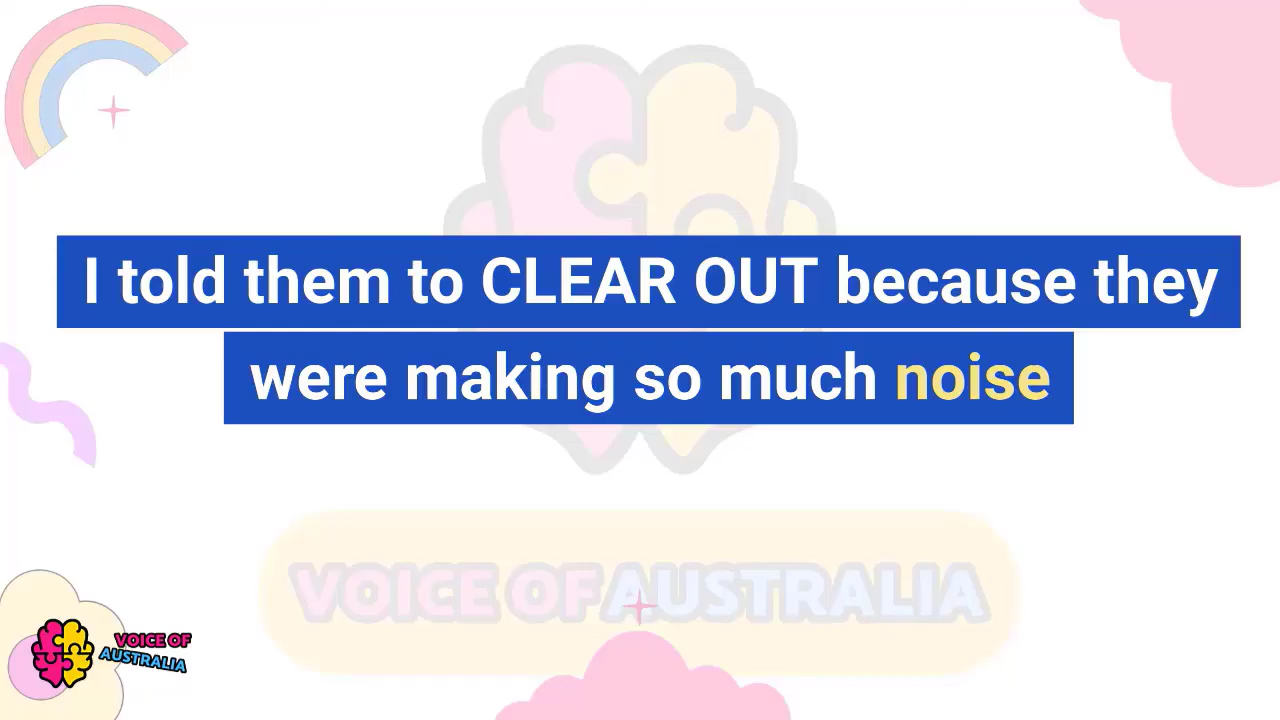 I told them to CLEAR OUT because they
were making so much noise
VOICE OF AUSTRALIA
VOICE OF
AUSTRALIA